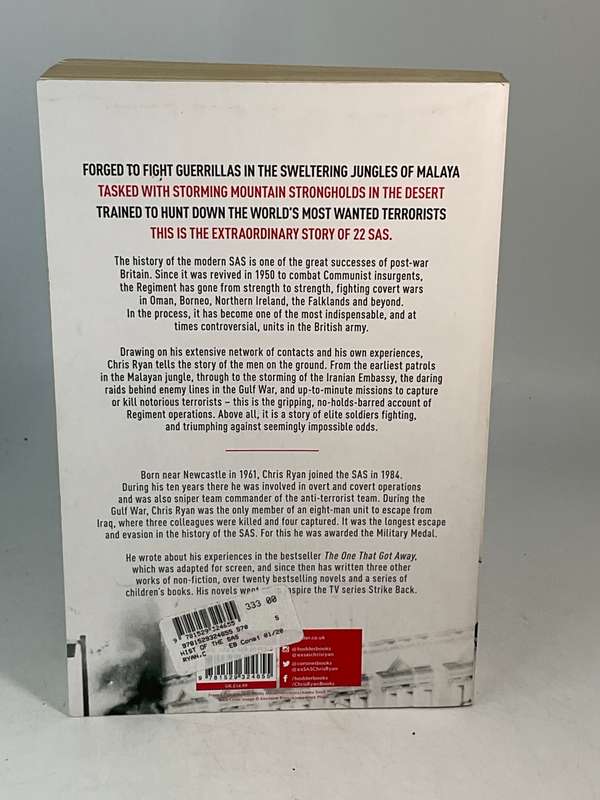 FORGED TO FIGHT GUERRILLAS IN THE SWELTERING JUNGLES OF MALAYA
TASKED WITH STORMING MOUNTAIN STRONGHOLDS IN THE DESERT
TRAINED TO HUNT DOWN THE WORLD'S MOST WANTED TERRORISTS
THIS IS THE EXTRAORDINARY STORY OF 22 SAS.
The history of the modern SAS is one of the great successes of post-war
Britain. Since it was revived in 1950 to combat Communist insurgents,
the Regiment has gone from strength to strength, fighting covert wars
in Oman, Borneo, Northern Ireland, the Falklands and beyond.
In the process, it has become one of the most indispensable, and at
times controversial, units in the British army.
Drawing on his extensive network of contacts and his own experiences,
Chris Ryan tells the story of the men on the ground. From the earliest patrols
in the Malayan jungle, through to the storming of the Iranian Embassy, the daring
raids behind enemy lines in the Gulf War, and up-to-minute missions to capture
or kill notorious terrorists – this is the gripping, no-holds-barred account of
Regiment operations. Above all, it is a story of elite soldiers fighting,
and triumphing against seemingly impossible odds.
Born near Newcastle in 1961, Chris Ryan joined the SAS in 1984.
During his ten years there he was involved in overt and covert operations
and was also sniper team commander of the anti-terrorist team. During the
Gulf War, Chris Ryan was the only member of an eight-man unit to escape from
Iraq, where three colleagues were killed and four captured. It was the longest escape
and evasion in the history of the SAS. For this he was awarded the Military Medal.
He wrote about his experiences in the bestseller The One That Got Away,
which was adapted for screen, and since then has written three other
works of non-fiction, over twenty bestselling novels and a series of
children's books. His novels went inspire the TV series Strike Back.
333.00
9781529324655
9781529324655 570 S
HIST OF THE SAS
RYAN.C EB Const 01/20
9 781529 324655
@hodderbooks
@exsaschrisryan
@coronetbooks
@exSASChrisRyan
/hodderbooks
/ChrisRyanBooks